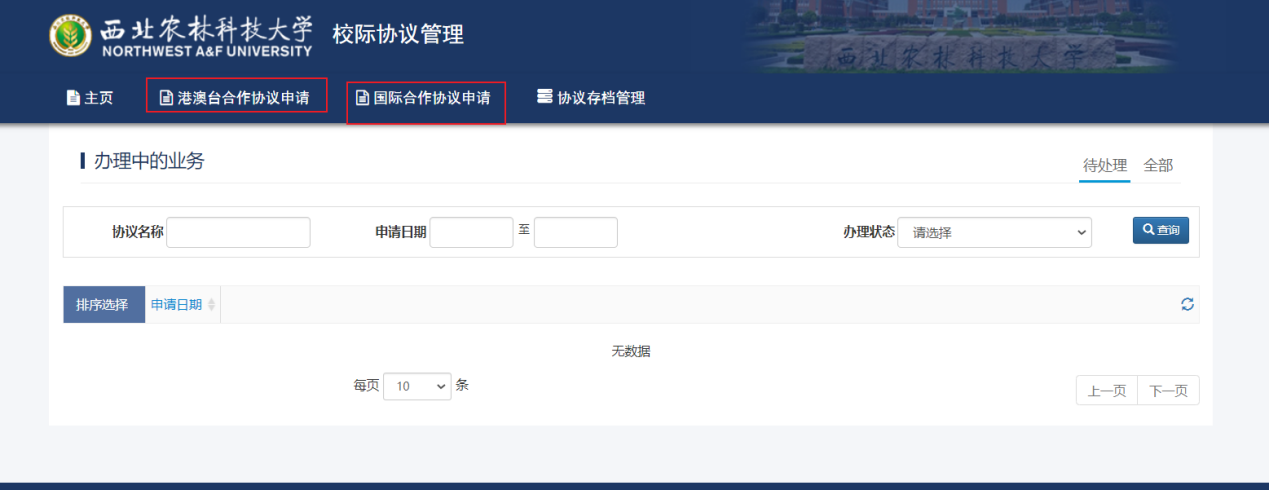 西北农林科技大学 校际协议管理
NORTHWEST A&F UNIVERSITY
西北农林科技大学
主页 港澳台合作协议申请 国际合作协议申请 协议存档管理
办理中的业务
待处理 全部
协议名称 申请日期 至 办理状态 请选择 查询
排序选择 申请日期
无数据
每页 10 条
上一页 下一页